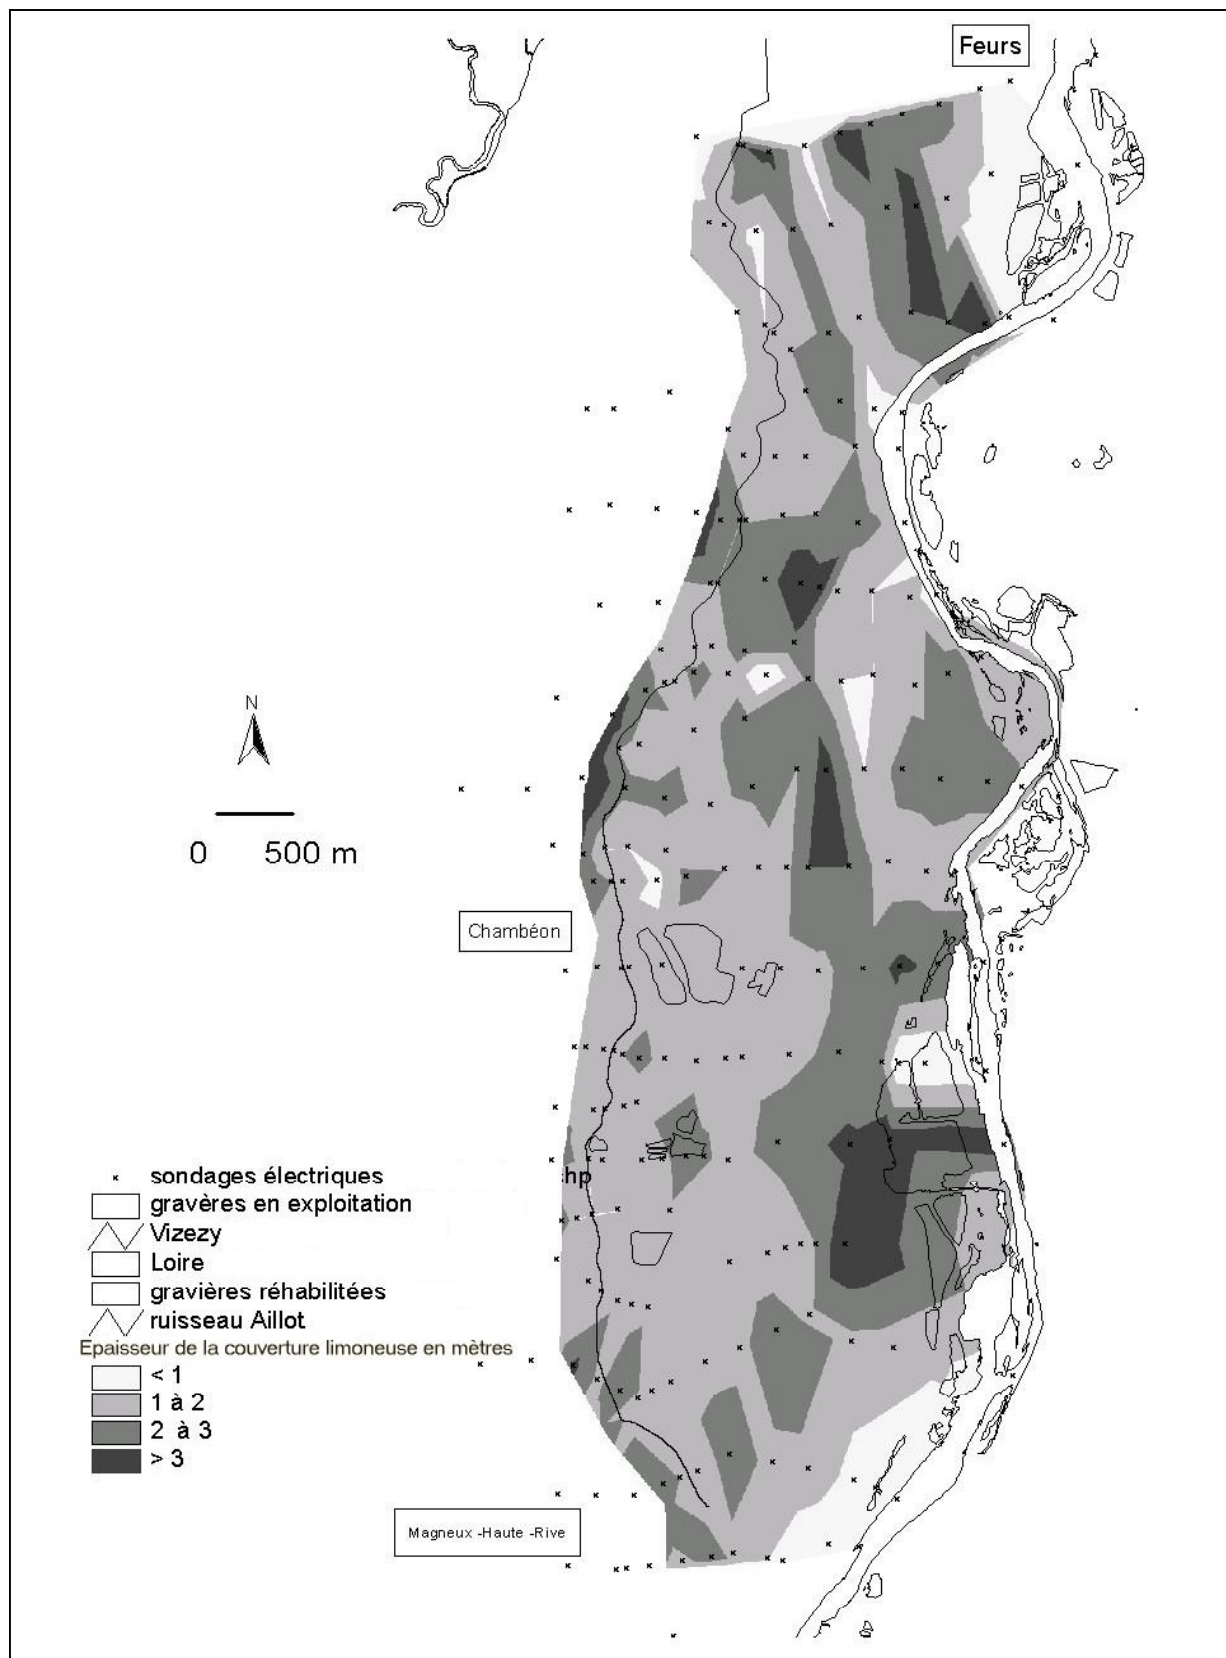 Feurs
N
0 500 m
Chambéon
sondages électriques
hp
gravères en exploitation
Vizezy
Loire
gravières réhabilitées
ruisseau Aillot
Epaisseur de la couverture limoneuse en mètres
< 1
1 à 2
2 à 3
> 3
Magneux -Haute -Rive